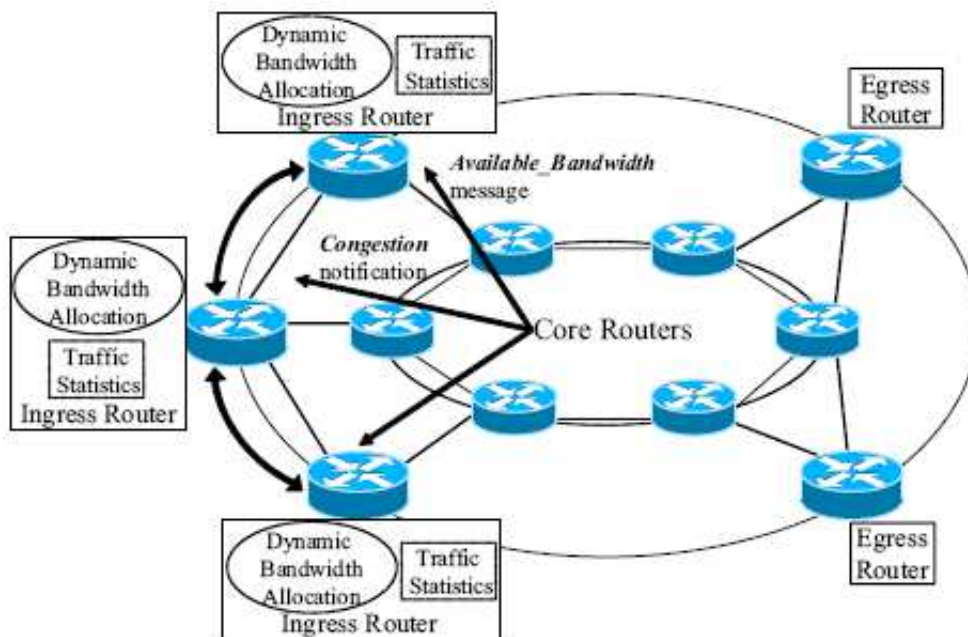 Dynamic
Bandwidth
Allocation
Traffic
Statistics
Ingress Router
Egress
Router
Available_Bandwidth
message
Congestion
notification
Dynamic
Bandwidth
Allocation
Traffic
Statistics
Ingress Router
Core Routers
Dynamic
Bandwidth
Allocation
Traffic
Statistics
Ingress Router
Egress
Router